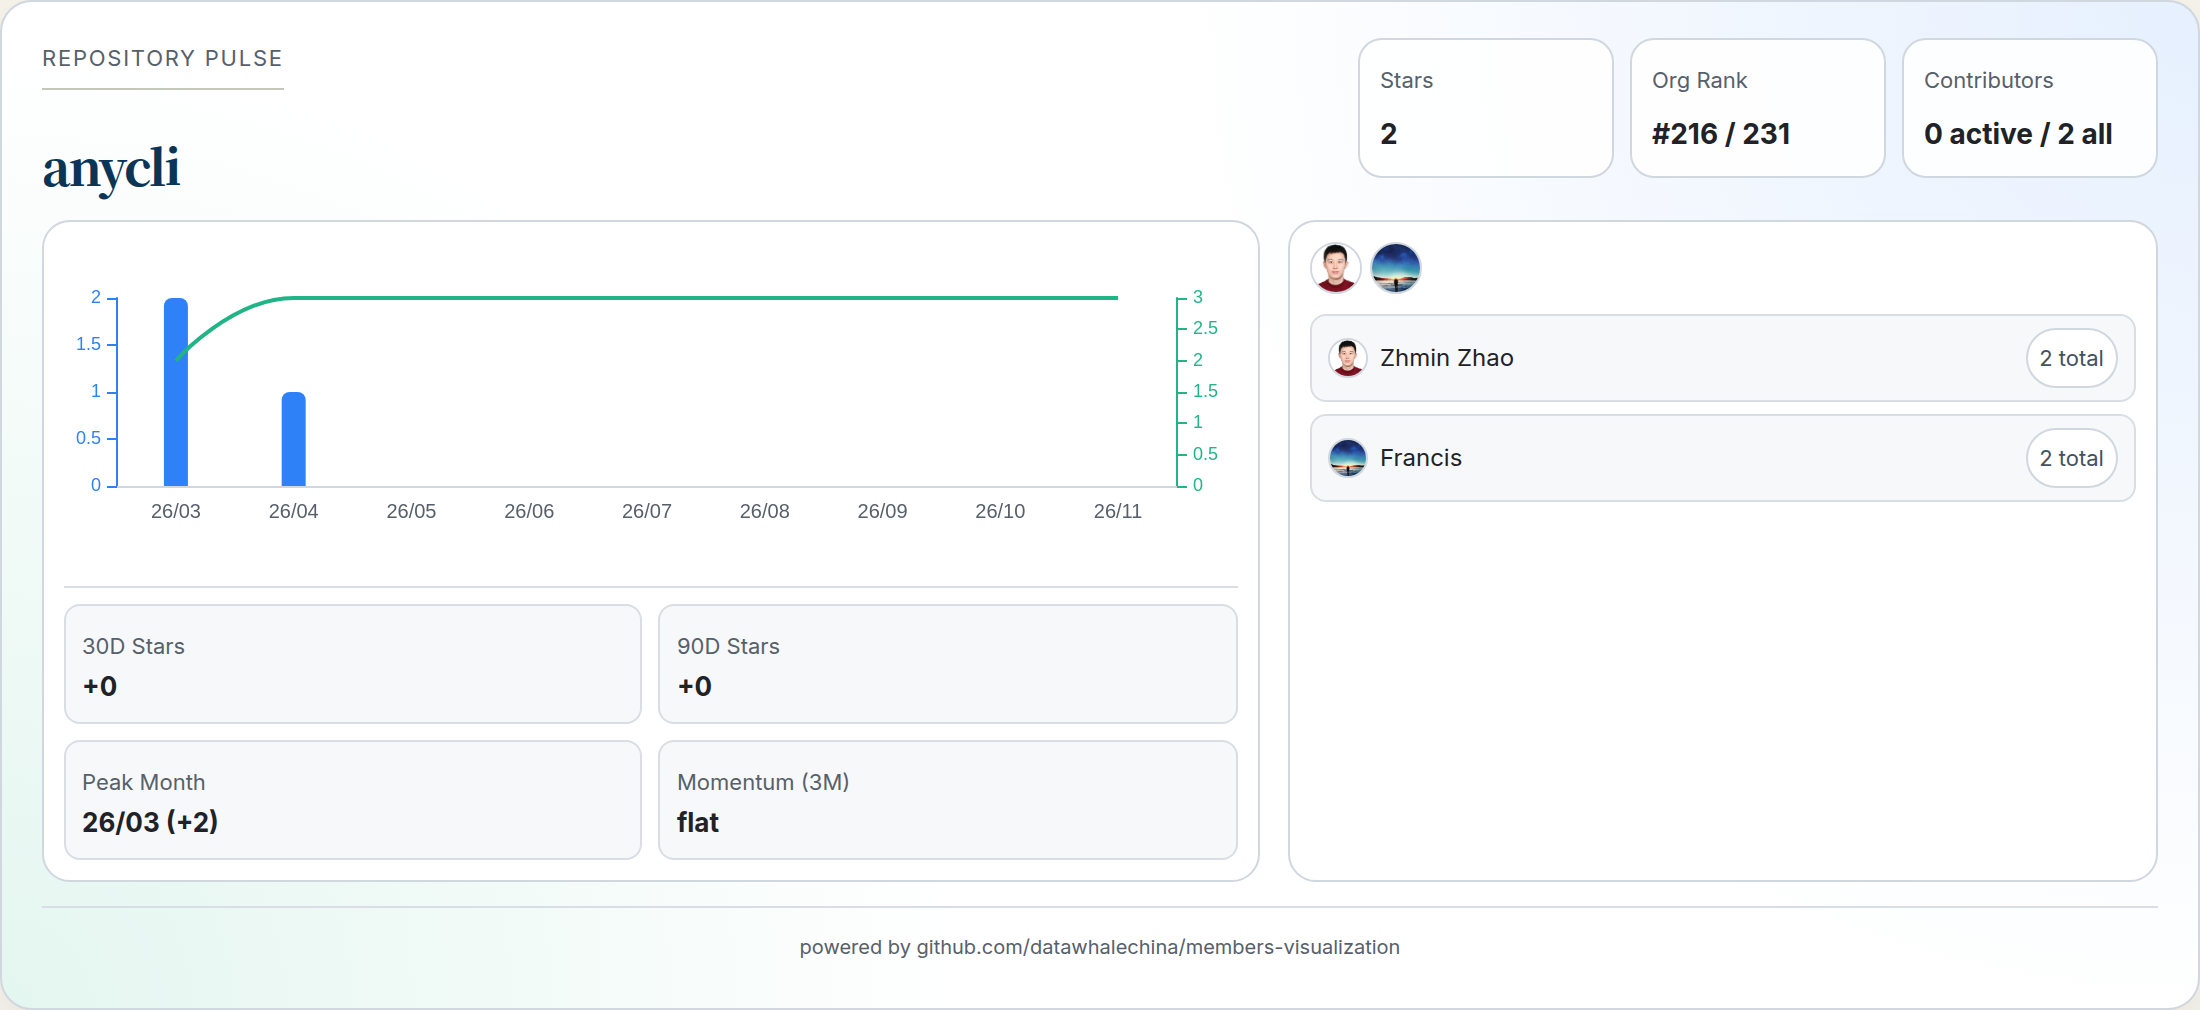 REPOSITORY PULSE
anycli
Stars
2
Org Rank
#216 / 231
Contributors
0 active / 2 all
2
1.5
1
0.5
0
3
2.5
2
1.5
1
0.5
0
26/03 26/04 26/05 26/06 26/07 26/08 26/09 26/10 26/11
30D Stars
+0
90D Stars
+0
Peak Month
26/03 (+2)
Momentum (3M)
flat
Zhmin Zhao
2 total
Francis
2 total
powered by github.com/datawhalechina/members-visualization